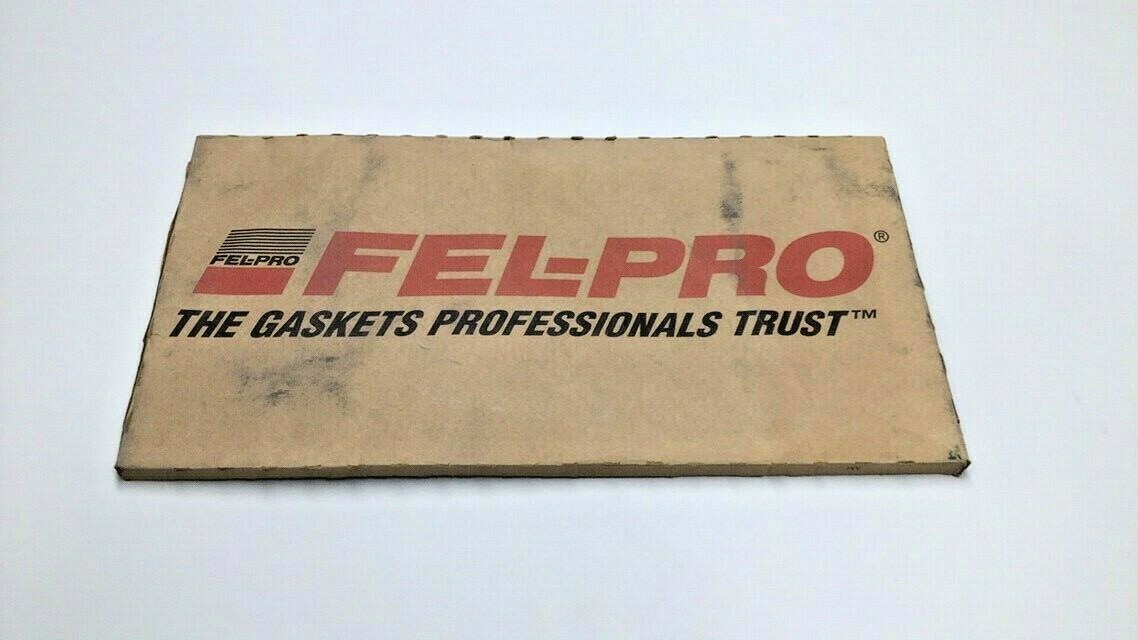 FEL-PRO
FEL-PRO®
THE GASKETS PROFESSIONALS TRUST™